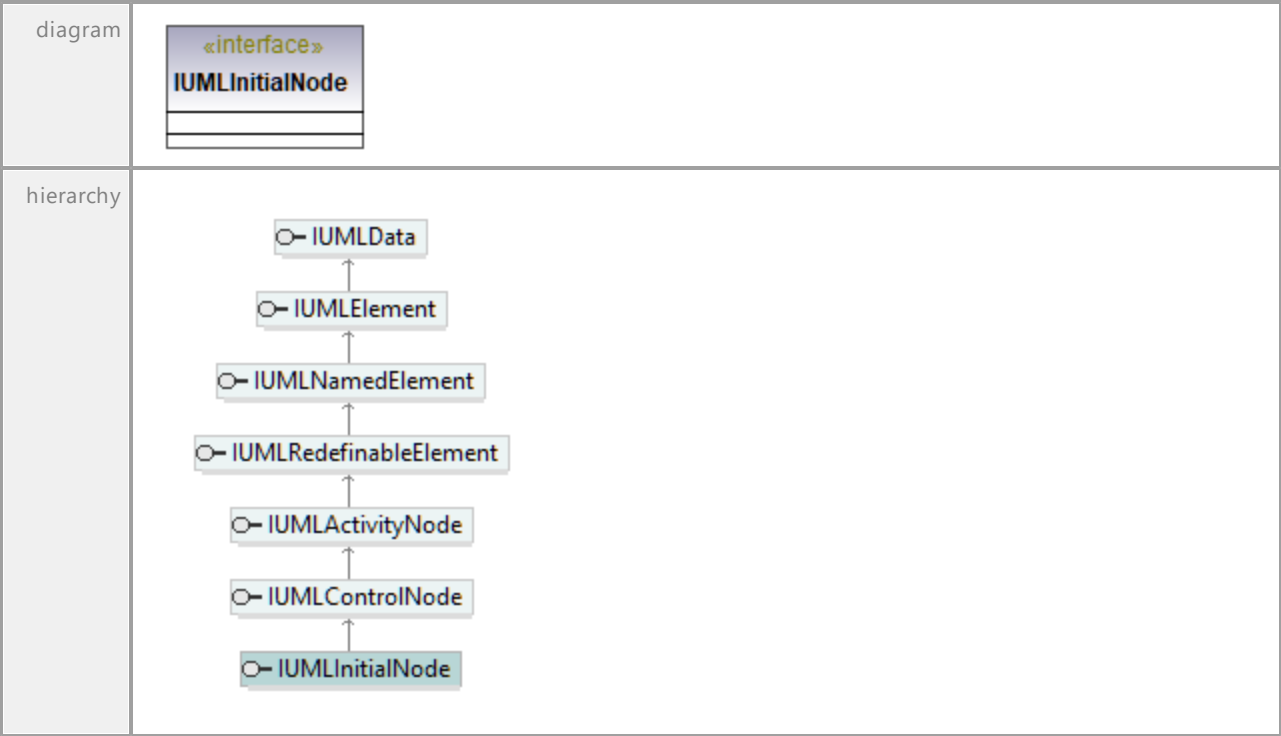 diagram
«interface»
IUMLInitialNode
hierarchy
IUMLData
IUMLElement
IUMLNamedElement
IUMLRedefinableElement
IUMLActivityNode
IUMLControlNode
IUMLInitialNode